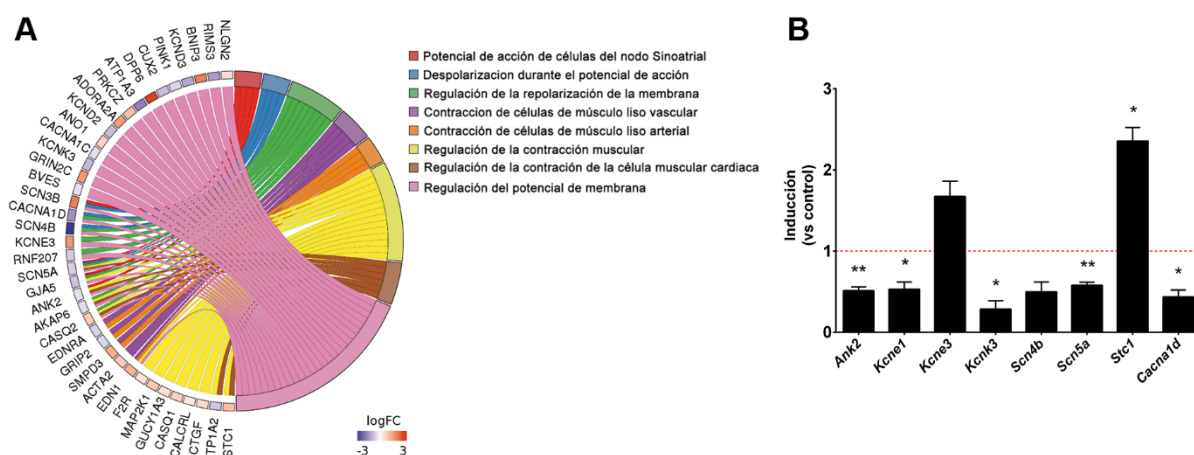 A
NLGN2
RIMS3
BNIP3
KCND3
PINK1
CUX2
DPP6
ATP1A3
PRKCZ
ADORA2A
KCND2
ANO1
CACNA1C
KCNK3
GRIN2C
BVES
SCN3B
CACNA1D
SCN4B
KCNE3
RNF207
SCN5A
GJA5
ANK2
AKAP6
CASQ2
EDNRA
GRIP2
SMPD3
ACTA2
EDN1
F2R
MAP2K1
GUCY1A3
CASQ1
CALCRL
CTGF
TP1A2
STC1
Potencial de acción de células del nodo Sinoatrial
Despolarizacion durante el potencial de acción
Regulación de la repolarización de la membrana
Contraccion de células de músculo liso vascular
Contracción de células de músculo liso arterial
Regulación de la contracción muscular
Regulación de la contración de la célula muscular cardiaca
Regulación del potencial de membrana
logFC
-3 3
B
Inducción
(vs control)
3
2
1
0
** * * ** * *
Ank2 Kcne1 Kcne3 Kcnk3 Scn4b Scn5a Stc1 Cacna1d